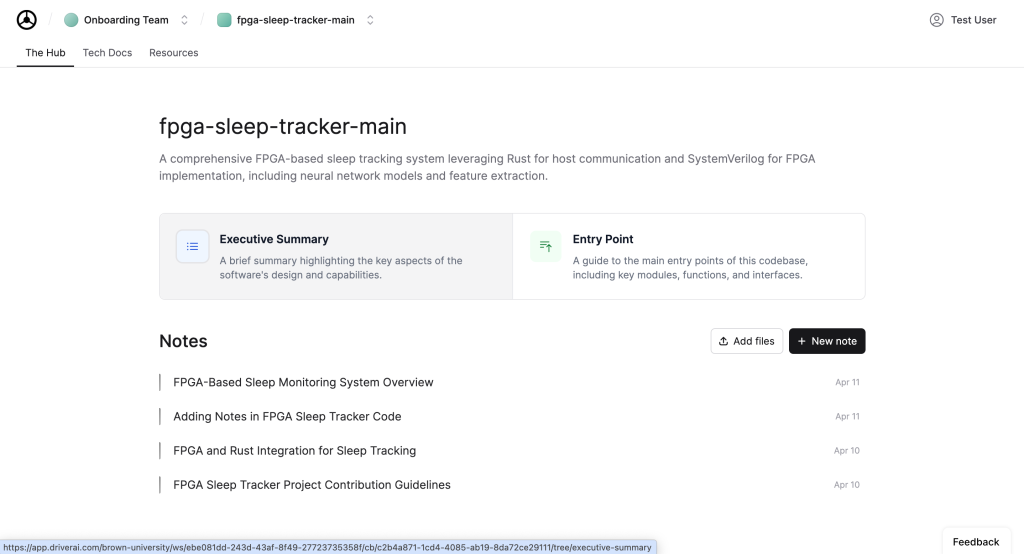 Onboarding Team
fpga-sleep-tracker-main
Test User
The Hub
Tech Docs
Resources
fpga-sleep-tracker-main
A comprehensive FPGA-based sleep tracking system leveraging Rust for host communication and SystemVerilog for FPGA
implementation, including neural network models and feature extraction.
Executive Summary
A brief summary highlighting the key aspects of the
software's design and capabilities.
Entry Point
A guide to the main entry points of this codebase,
including key modules, functions, and interfaces.
Notes
Add files
New note
FPGA-Based Sleep Monitoring System Overview
Apr 11
Adding Notes in FPGA Sleep Tracker Code
Apr 11
FPGA and Rust Integration for Sleep Tracking
Apr 10
FPGA Sleep Tracker Project Contribution Guidelines
Apr 10
https://app.driverai.com/brown-university/ws/ebe081dd-243d-43af-8f49-27723735358f/cb/c2b4a871-1cd4-4085-ab19-8da72ce29111/tree/executive-summary
Feedback